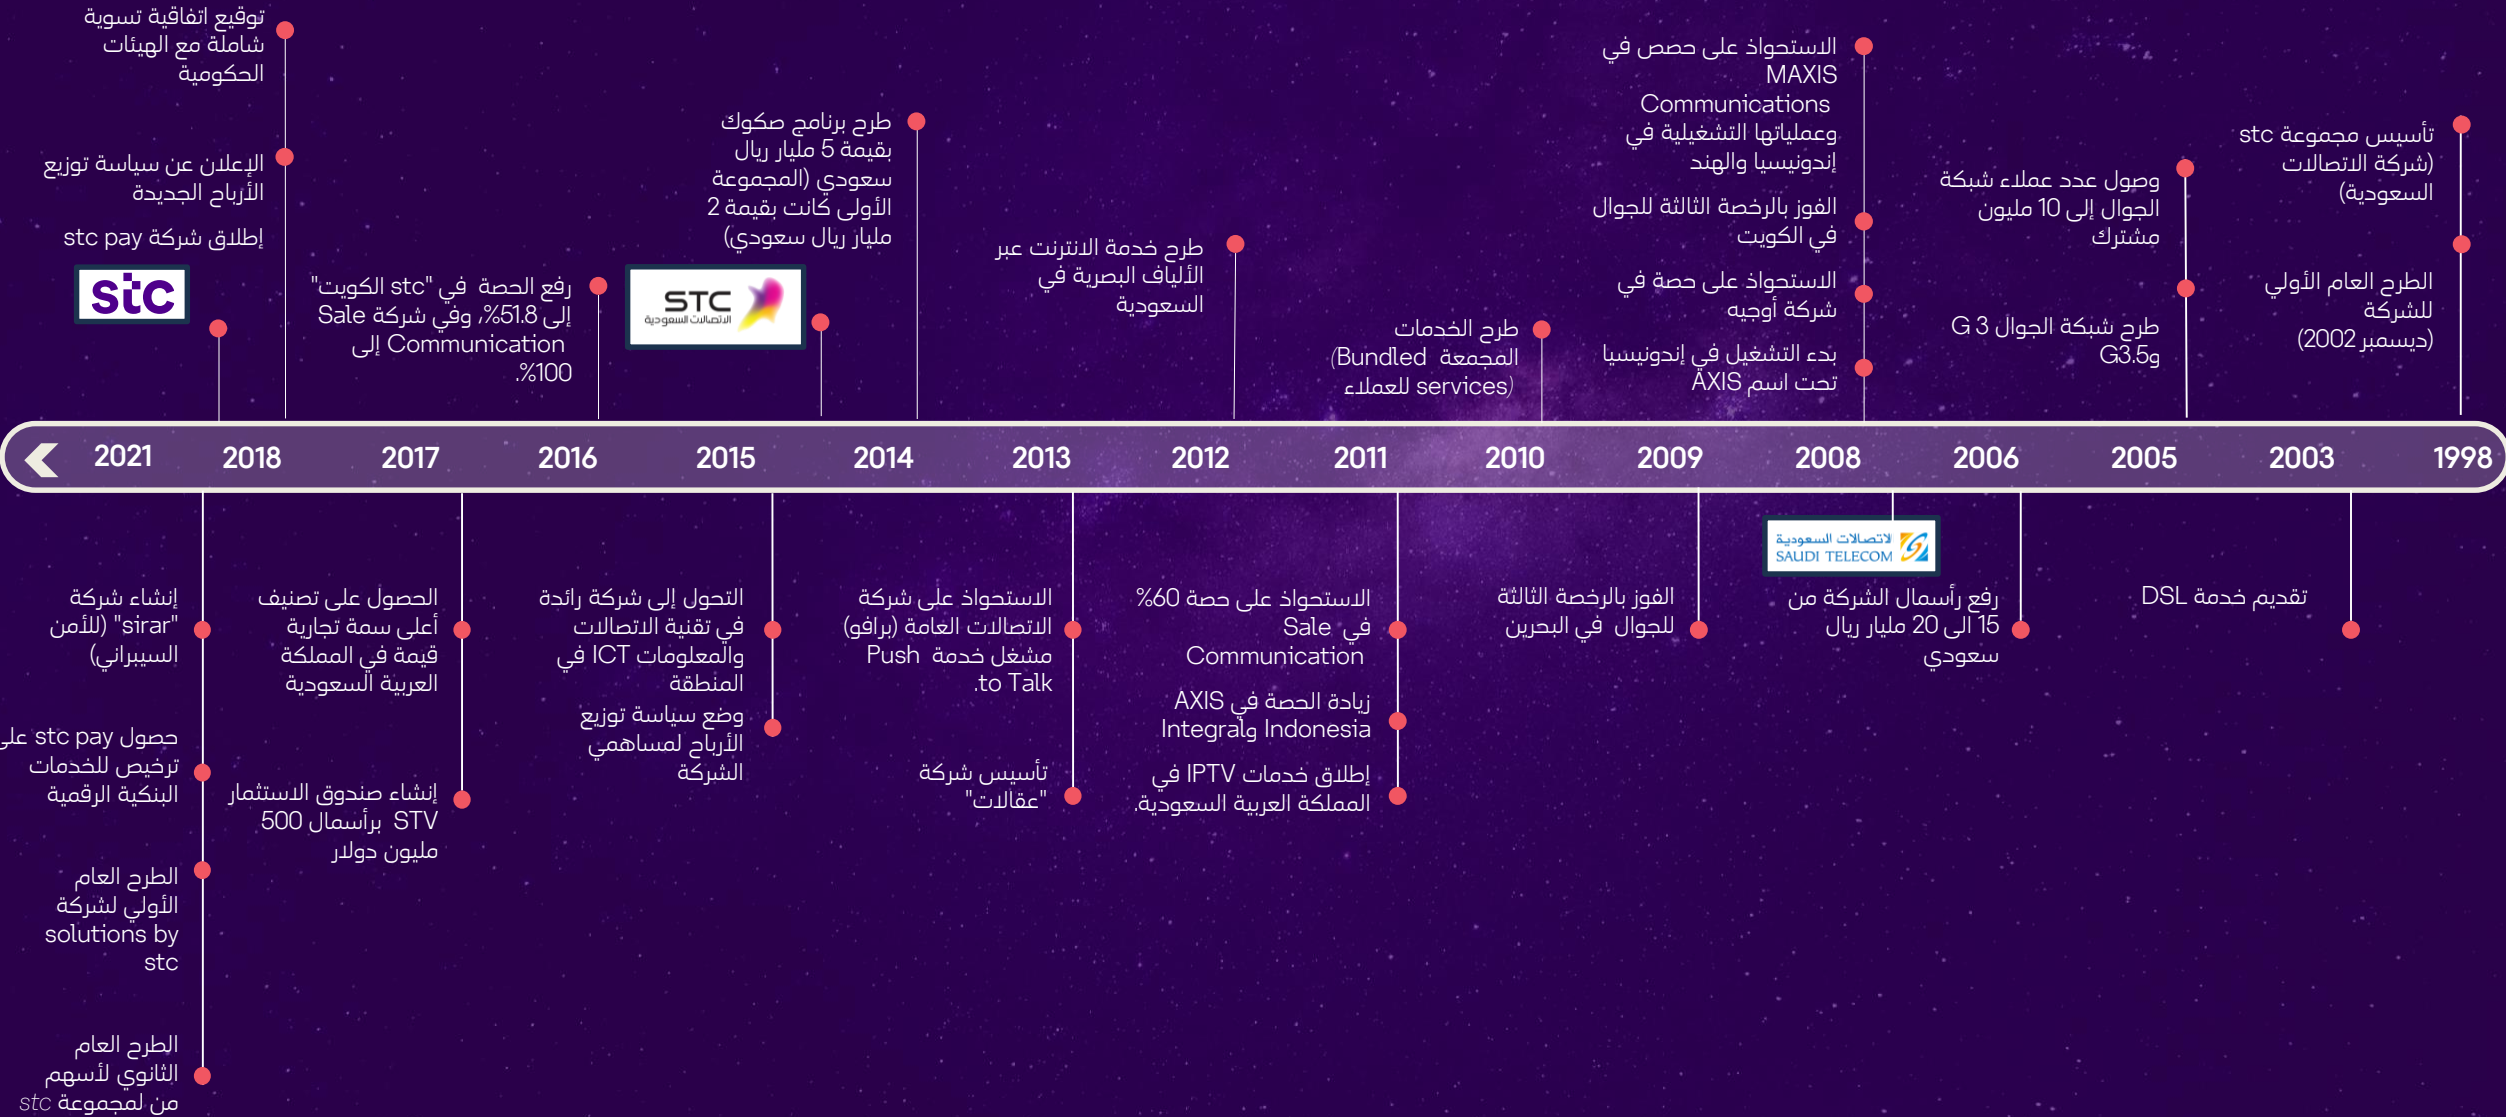 تأسيس مجموعة stc
(شركة الاتصالات
السعودية)
الطرح العام الأولي
للشركة
(ديسمبر 2002)
وصول عدد عملاء شبكة
الجوال إلى 10 مليون
مشترك
طرح شبكة الجوال 3 G
وG3.5
الاستحواذ على حصص في
MAXIS
Communications
وعملياتها التشغيلية في
إندونيسيا والهند
الفوز بالرخصة الثالثة للجوال
في الكويت
الاستحواذ على حصة في
شركة أوجيه
بدء التشغيل في إندونيسيا
تحت اسم AXIS
طرح الخدمات
المجمعة Bundled)
services) للعملاء
طرح خدمة الانترنت عبر
الألياف البصرية في
السعودية
طرح برنامج صكوك
بقيمة 5 مليار ريال
سعودي (المجموعة
الأولى كانت بقيمة 2
مليار ريال سعودي)
STC
الاتصالات السعودية
رفع الحصة في "stc الكويت"
إلى 51.8%، وفي شركة Sale
Communication إلى
100%.
توقيع اتفاقية تسوية
شاملة مع الهيئات
الحكومية
الإعلان عن سياسة توزيع
الأرباح الجديدة
إطلاق شركة stc pay
stc
1998
2003
2005
2006
2008
2009
2010
2011
2012
2013
2014
2015
2016
2017
2018
2021
تقديم خدمة DSL
لاتصالات السعودية
SAUDI TELECOM
رفع رأسمال الشركة من
15 الى 20 مليار ريال
سعودي
الفوز بالرخصة الثالثة
للجوال في البحرين
الاستحواذ على حصة 60%
في Sale
Communication
زيادة الحصة في AXIS
Indonesia وIntegral
إطلاق خدمات IPTV في
المملكة العربية السعودية.
الاستحواذ على شركة
الاتصالات العامة (برافو)
مشغل خدمة Push
to Talk.
تأسيس شركة
"عقالات"
التحول إلى شركة رائدة
في تقنية الاتصالات
والمعلومات ICT في
المنطقة
وضع سياسة توزيع
الأرباح لمساهمي
الشركة
الحصول على تصنيف
أعلى سمة تجارية
قيمة في المملكة
العربية السعودية
إنشاء صندوق الاستثمار
STV برأسمال 500
مليون دولار
إنشاء شركة
"sirar" (للأمن
السيبراني)
حصول stc pay على
ترخيص للخدمات
البنكية الرقمية
الطرح العام
الأولي لشركة
solutions by
stc
الطرح العام
الثانوي لأسهم
من لمجموعة stc